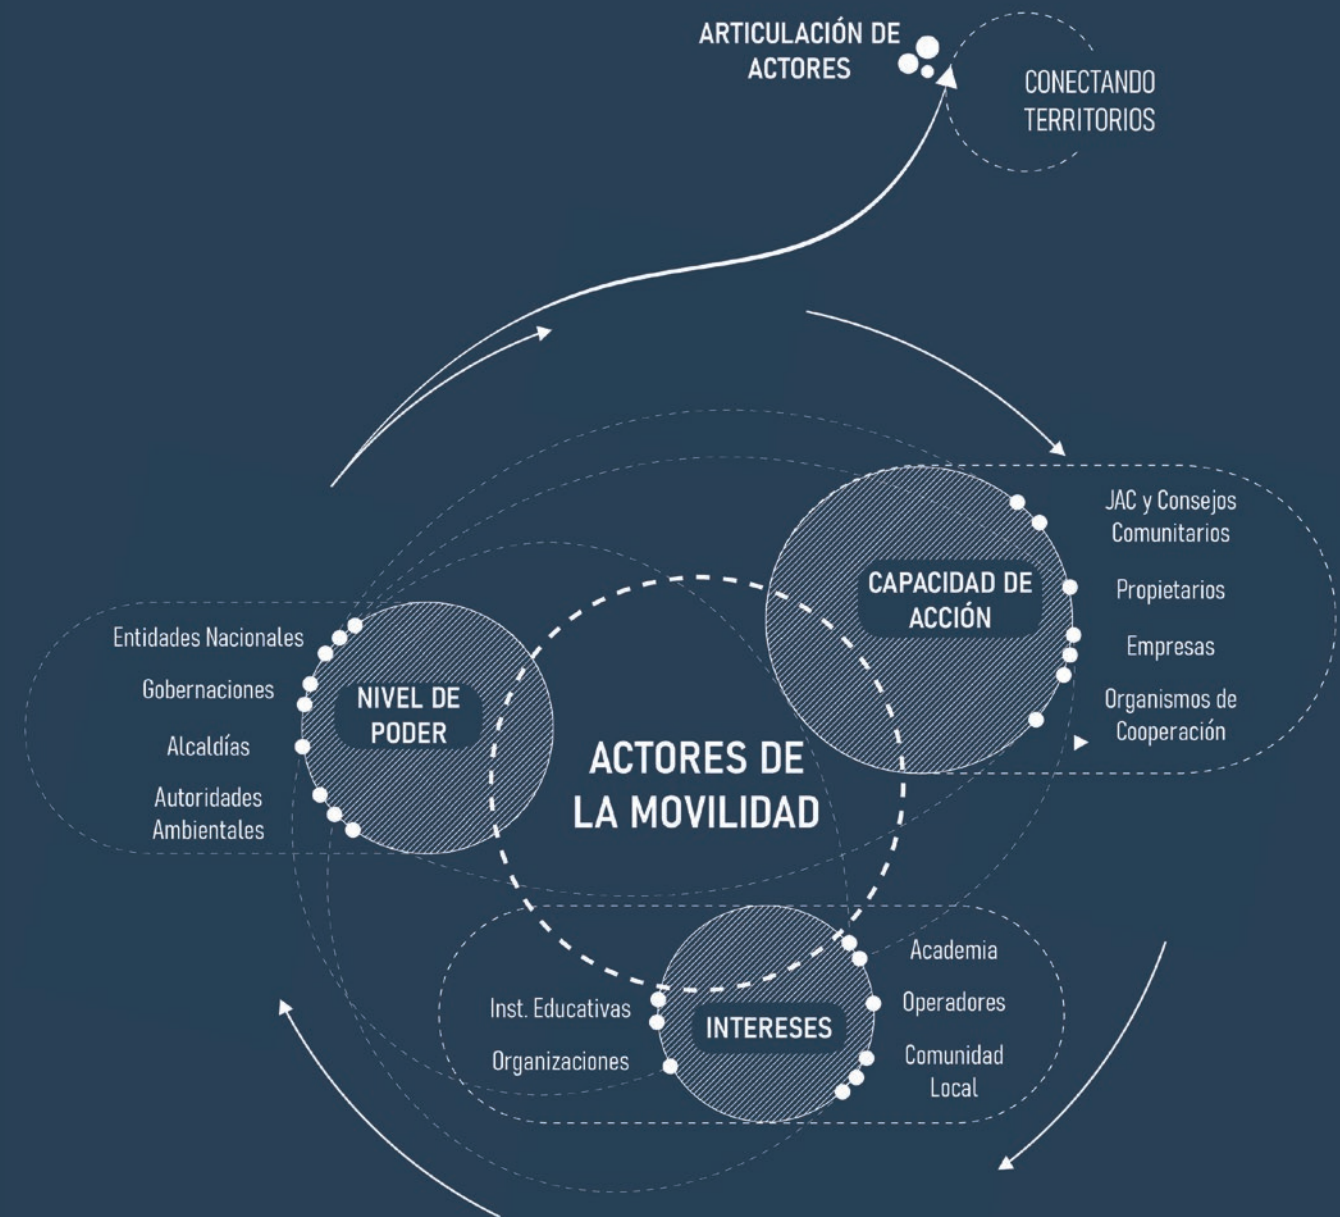 ARTICULACIÓN DE
ACTORES
CONECTANDO
TERRITORIOS
JAC y Consejos
Comunitarios
CAPACIDAD DE
ACCIÓN
Propietarios
Empresas
Organismos de
Cooperación
Entidades Nacionales
Gobernaciones
Alcaldías
Autoridades
Ambientales
NIVEL DE
PODER
ACTORES DE
LA MOVILIDAD
Inst. Educativas
Organizaciones
INTERESES
Academia
Operadores
Comunidad
Local